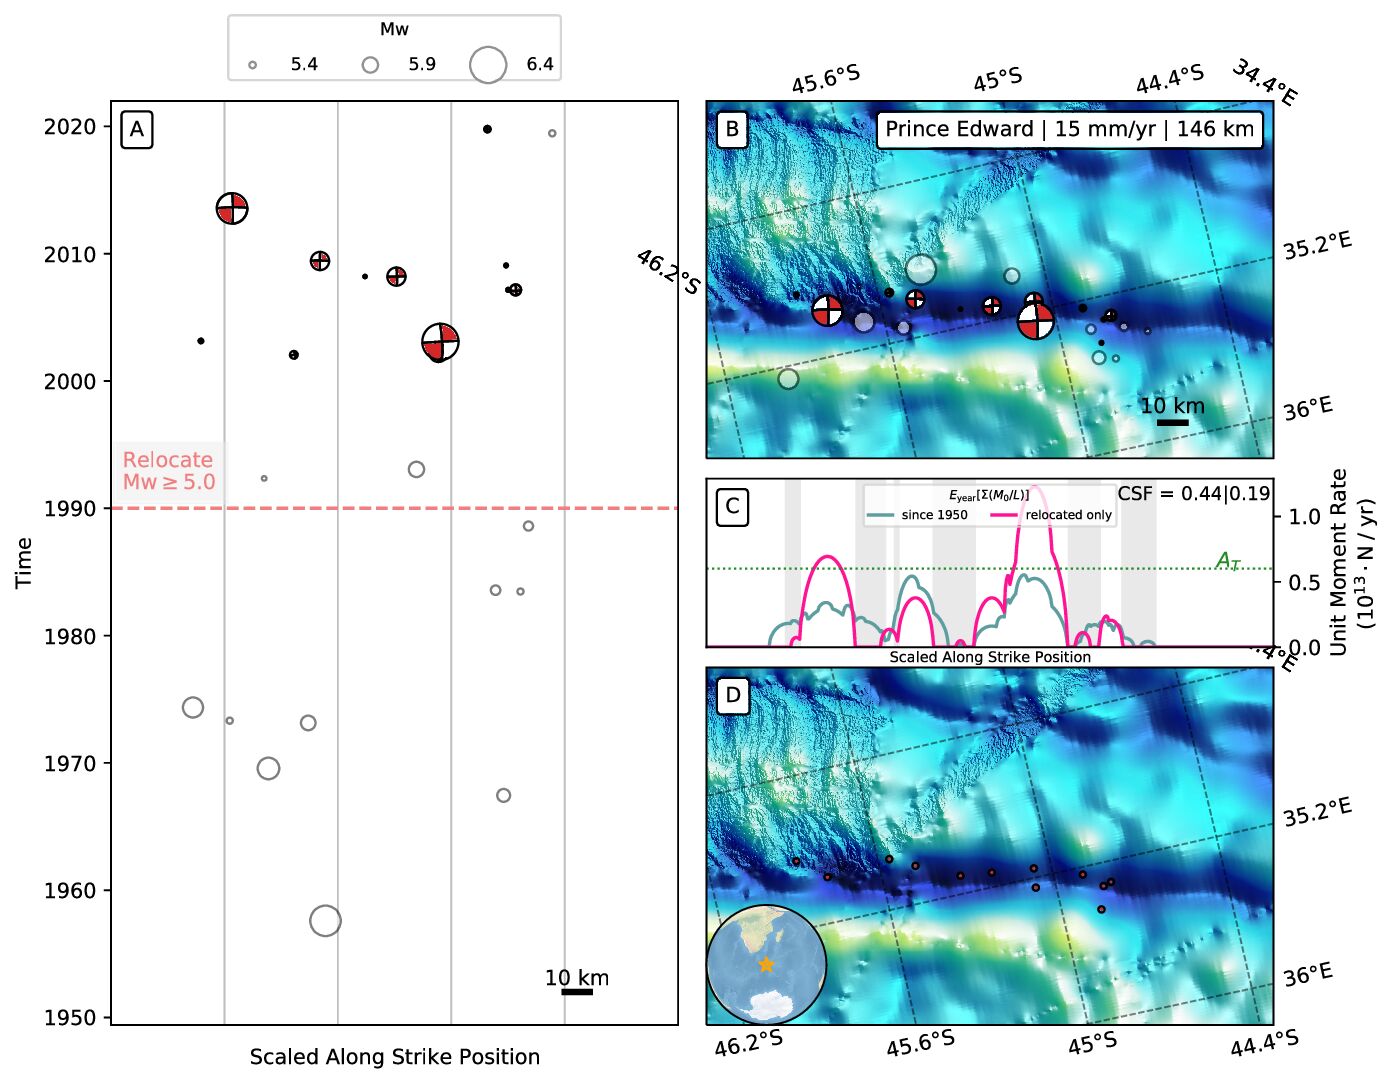 Mw
5.4 5.9 6.4
A
2020
2010
2000
1990
1980
1970
1960
1950
Time
Relocate
Mw ≥ 5.0
10 km
Scaled Along Strike Position
45.6°S 45°S 44.4°S 34.4°E
B
Prince Edward | 15 mm/yr | 146 km
46.2°S
35.2°E
36°E
10 km
C
E_year[Σ(M₀/L)]
since 1950 relocated only
CSF = 0.44|0.19
A_T
1.0
0.5
0.0
Unit Moment Rate
(10¹³ · N / yr)
Scaled Along Strike Position
.4°E
D
35.2°E
36°E
46.2°S 45.6°S 45°S 44.4°S